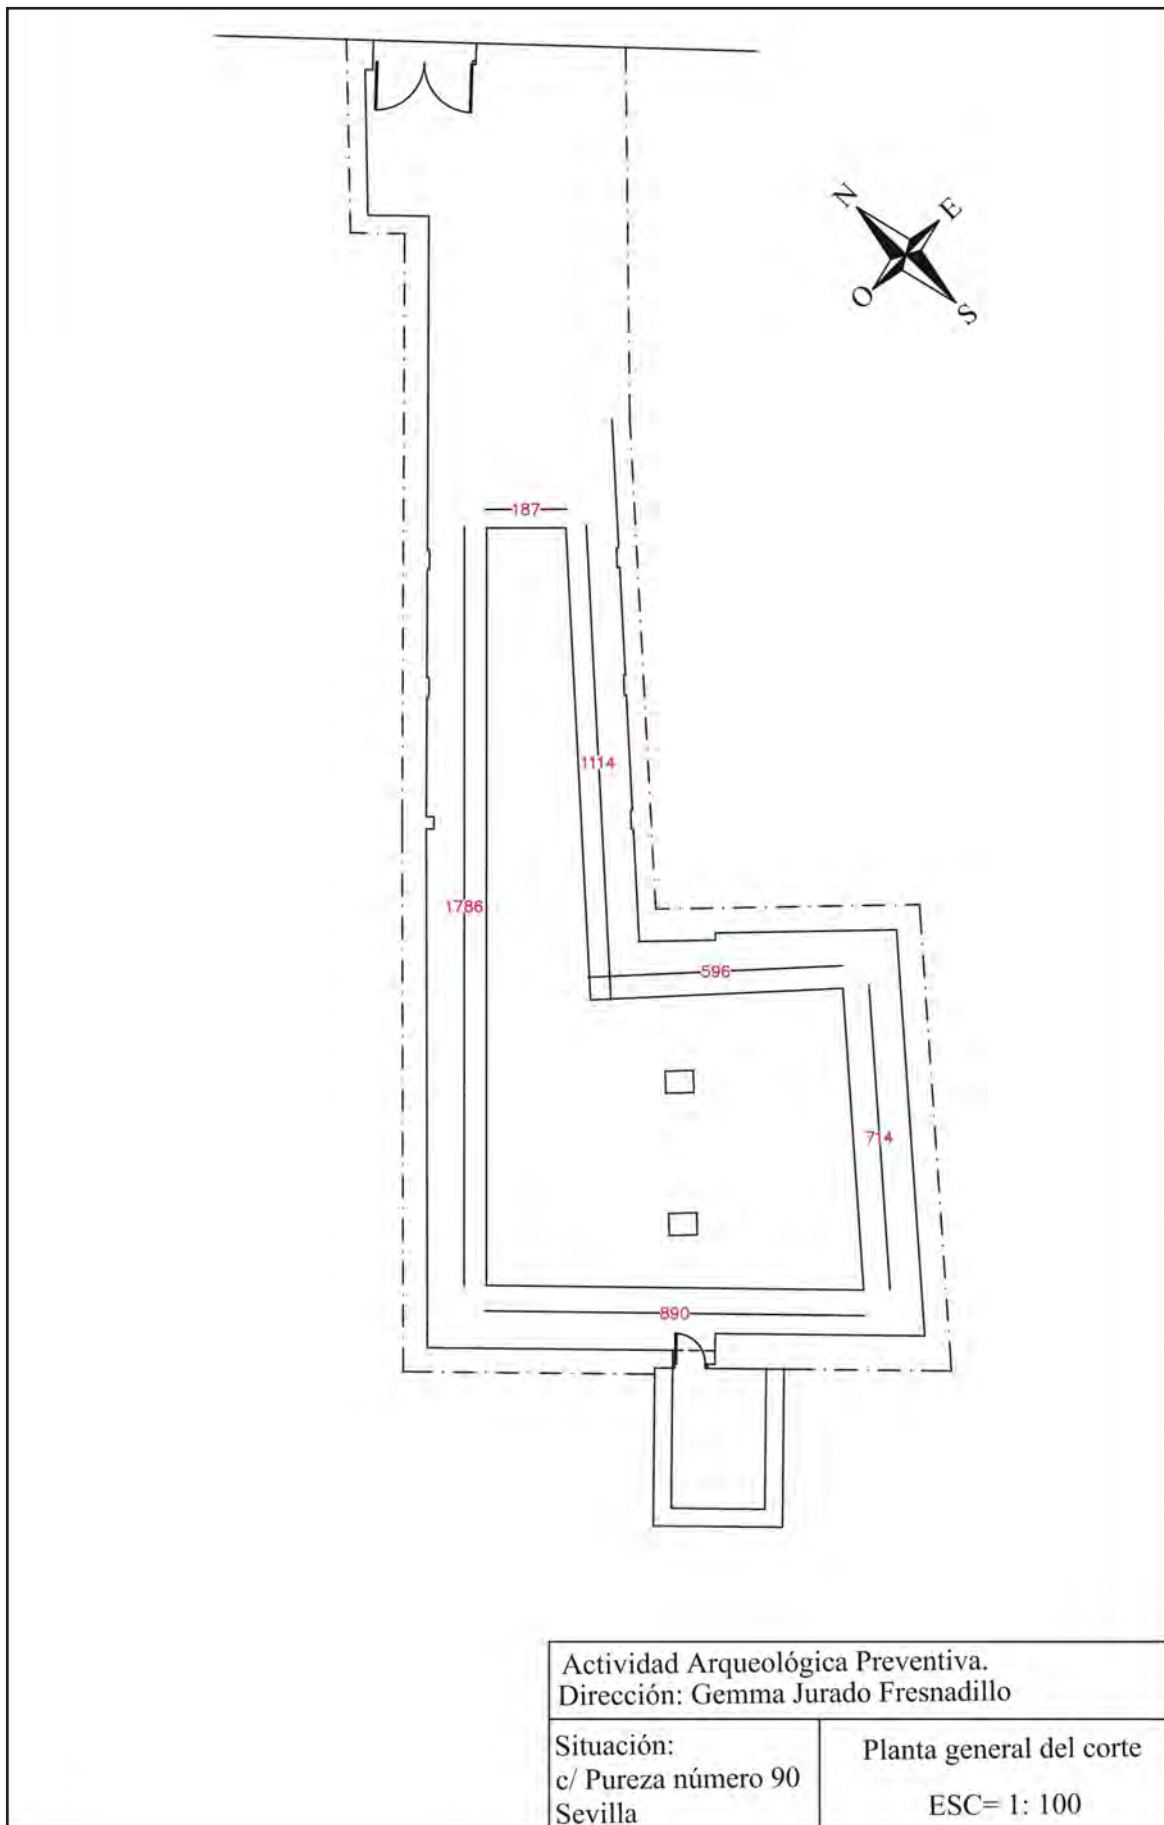 N
E
O
S
187
1114
1786
596
714
890
Actividad Arqueológica Preventiva.
Dirección: Gemma Jurado Fresnadillo
Situación:
c/ Pureza número 90
Sevilla
Planta general del corte
ESC= 1: 100